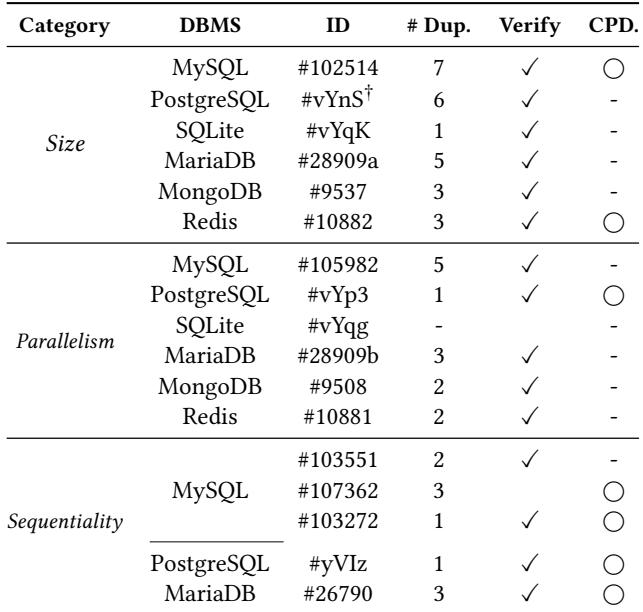 Category DBMS ID # Dup. Verify CPD.
MySQL #102514 7 ✓ ○
PostgreSQL #vYnS† 6 ✓ -
SQLite #vYqK 1 ✓ -
Size
MariaDB #28909a 5 ✓ -
MongoDB #9537 3 ✓ -
Redis #10882 3 ✓ ○
MySQL #105982 5 ✓ -
PostgreSQL #vYp3 1 ✓ ○
SQLite #vYqg - -
Parallelism
MariaDB #28909b 3 ✓ -
MongoDB #9508 2 ✓ -
Redis #10881 2 ✓ -
#103551 2 ✓ -
MySQL #107362 3 ○
Sequentiality #103272 1 ✓ ○
PostgreSQL #yVIz 1 ✓ ○
MariaDB #26790 3 ✓ ○